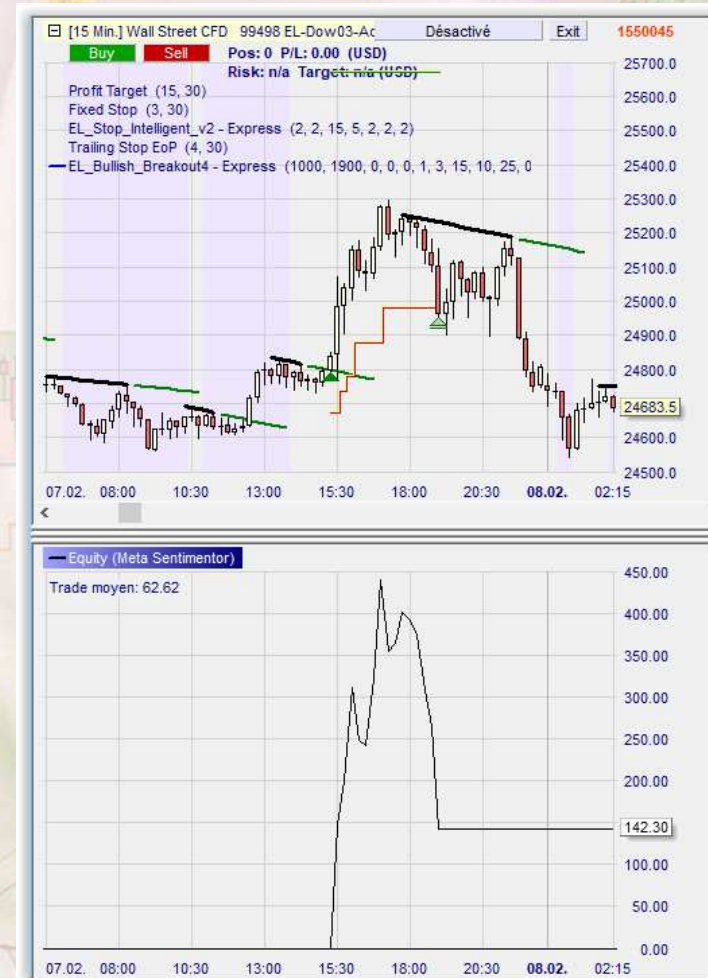 [15 Min.] Wall Street CFD 99498 EL-Dow03-Ac Désactivé Exit 1550045
Buy Sell Pos: 0 P/L: 0.00 (USD)
Risk: n/a Target: n/a (USD)
Profit Target (15, 30)
Fixed Stop (3, 30)
EL_Stop_Intelligent_v2 - Express (2, 2, 15, 5, 2, 2, 2)
Trailing Stop EoP (4, 30)
EL_Bullish_Breakout4 - Express (1000, 1900, 0, 0, 0, 1, 3, 15, 10, 25, 0
25700.0
25600.0
25500.0
25400.0
25300.0
25200.0
25100.0
25000.0
24900.0
24800.0
24683.5
24600.0
24500.0
07.02. 08:00 10:30 13:00 15:30 18:00 20:30 08.02. 02:15
Equity (Meta Sentimentor)
Trade moyen: 62.62
450.00
400.00
350.00
300.00
250.00
200.00
142.30
100.00
50.00
0.00
07.02. 08:00 10:30 13:00 15:30 18:00 20:30 08.02. 02:15